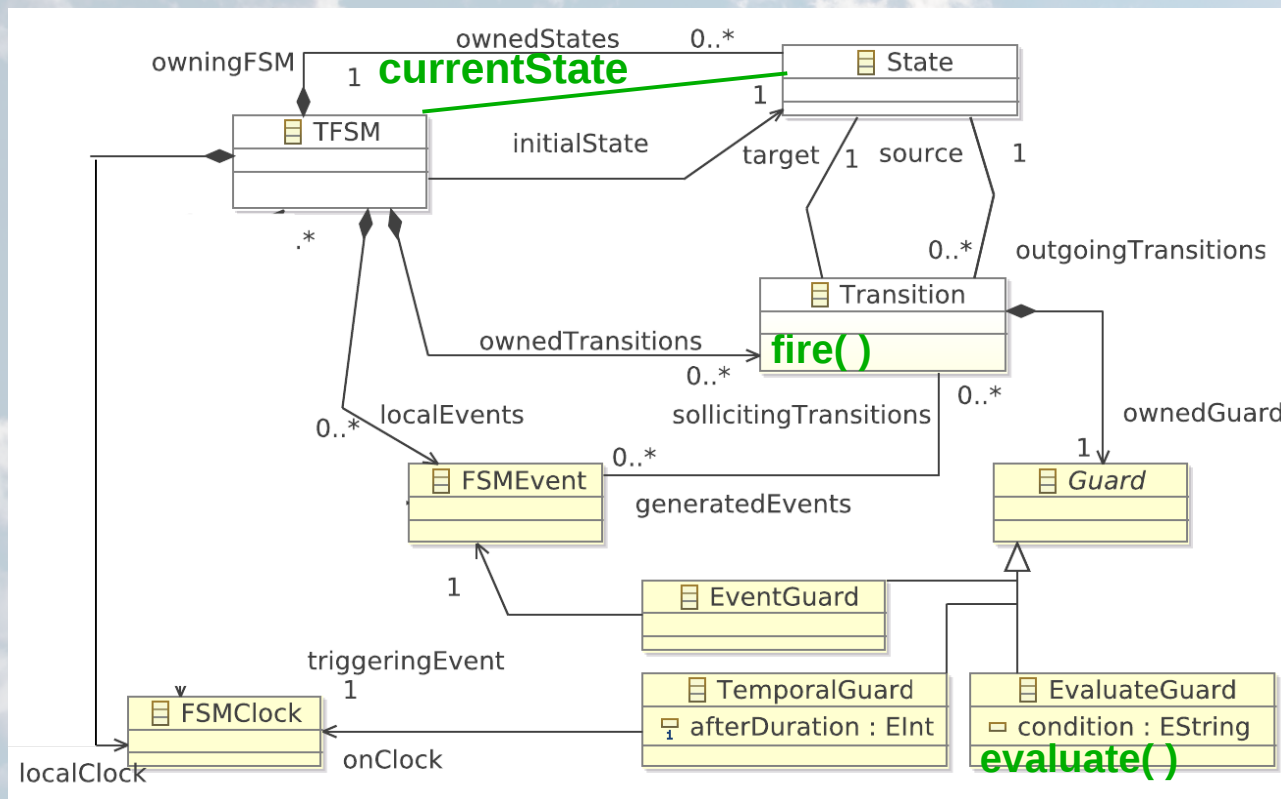 ownedStates 0..*
owningFSM 1 currentState
State
TFSM
1
initialState
target 1 source 1
.*
0..* outgoingTransitions
Transition
fire( )
ownedTransitions
0..*
0..*
localEvents sollicitingTransitions ownedGuard
0..*
1
0..*
FSMEvent
Guard
generatedEvents
1
EventGuard
triggeringEvent
1
TemporalGuard
EvaluateGuard
FSMClock
afterDuration : EInt
condition : EString
onClock
evaluate( )
localClock